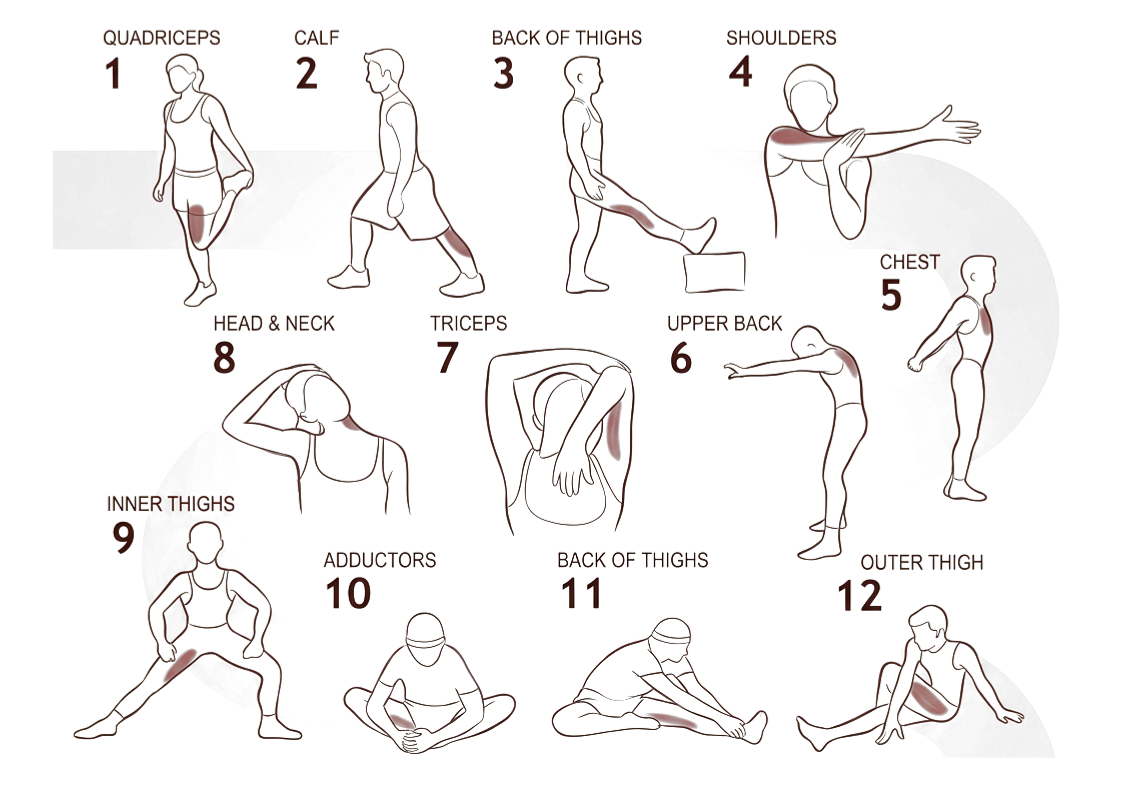 QUADRICEPS
1
CALF
2
BACK OF THIGHS
3
SHOULDERS
4
CHEST
5
UPPER BACK
6
TRICEPS
7
HEAD & NECK
8
INNER THIGHS
9
ADDUCTORS
10
BACK OF THIGHS
11
OUTER THIGH
12